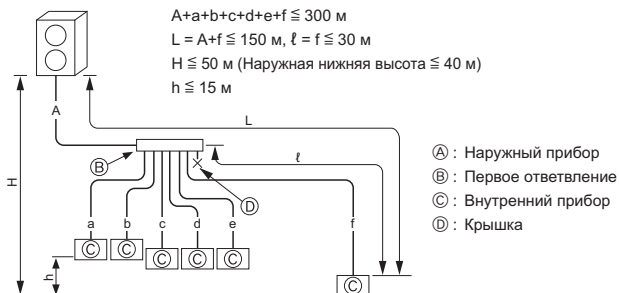 A+a+b+c+d+e+f ≦ 300 м
L = A+f ≦ 150 м, ℓ = f ≦ 30 м
H ≦ 50 м (Наружная нижняя высота ≦ 40 м)
h ≦ 15 м
A
L
H
Ⓑ
ℓ
Ⓓ
a b c d e f
Ⓒ Ⓒ Ⓒ Ⓒ Ⓒ
h
Ⓒ
Ⓐ : Наружный прибор
Ⓑ : Первое ответвление
Ⓒ : Внутренний прибор
Ⓓ : Крышка